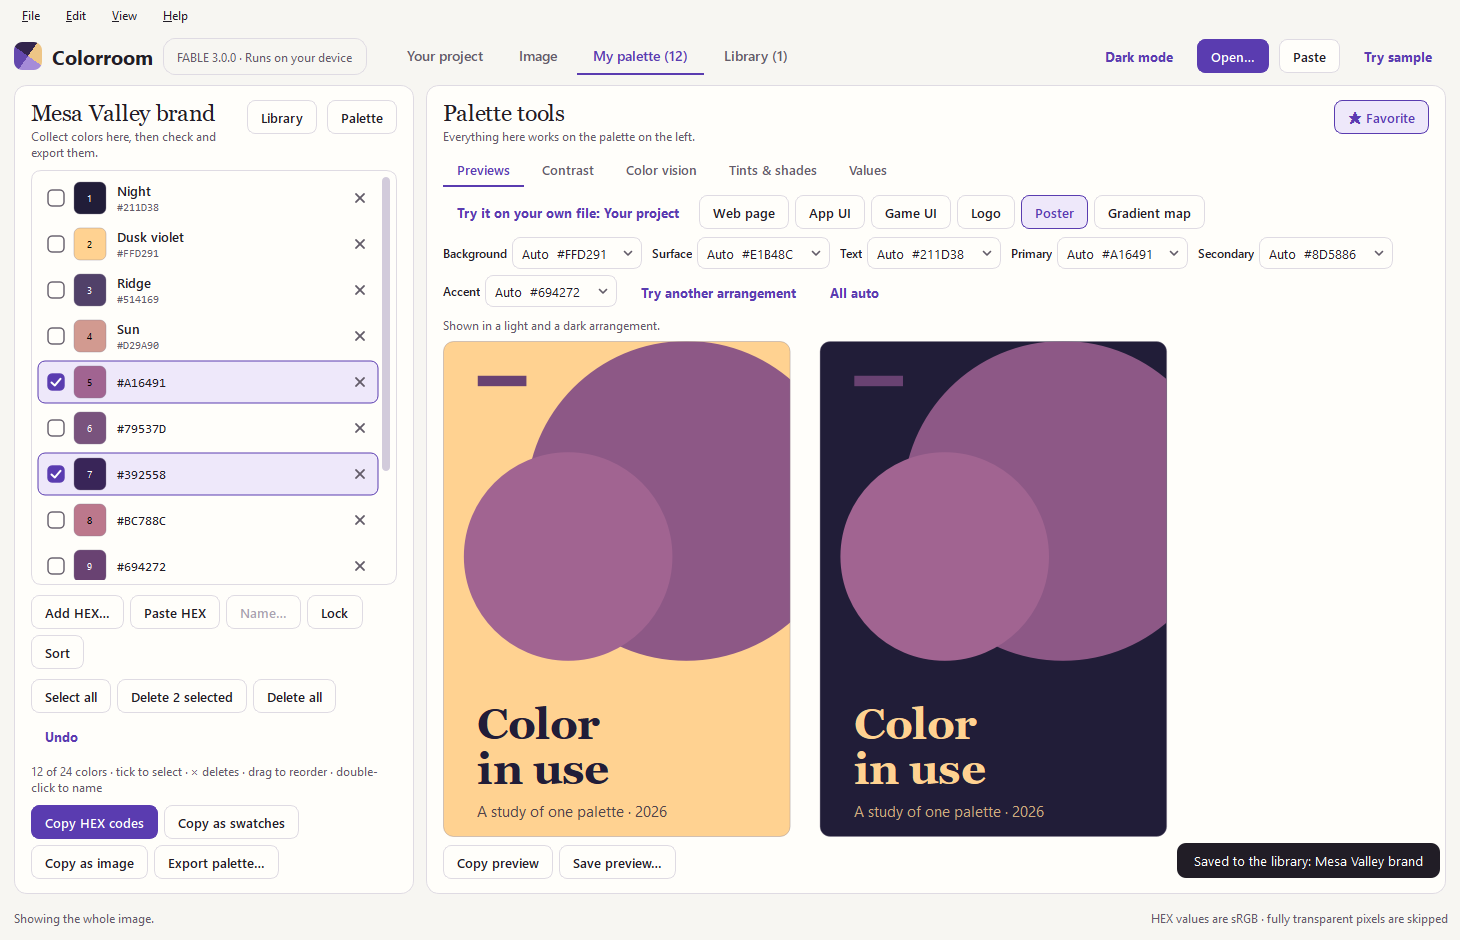 File Edit View Help
Colorroom FABLE 3.0.0 · Runs on your device Your project Image My palette (12) Library (1) Dark mode Open... Paste Try sample
Mesa Valley brand Library Palette
Collect colors here, then check and
export them.
1 Night
#211D38
2 Dusk violet
#FFD291
3 Ridge
#514169
4 Sun
#D29A90
5 #A16491
6 #79537D
7 #392558
8 #BC788C
9 #694272
Add HEX... Paste HEX Name... Lock
Sort
Select all Delete 2 selected Delete all
Undo
12 of 24 colors · tick to select · × deletes · drag to reorder · double-
click to name
Copy HEX codes Copy as swatches
Copy as image Export palette...
Palette tools Favorite
Everything here works on the palette on the left.
Previews Contrast Color vision Tints & shades Values
Try it on your own file: Your project Web page App UI Game UI Logo Poster Gradient map
Background Auto #FFD291 Surface Auto #E1B48C Text Auto #211D38 Primary Auto #A16491 Secondary Auto #8D5886
Accent Auto #694272 Try another arrangement All auto
Shown in a light and a dark arrangement.
Color
in use
A study of one palette · 2026
Color
in use
A study of one palette · 2026
Copy preview Save preview...
Saved to the library: Mesa Valley brand
Showing the whole image. HEX values are sRGB · fully transparent pixels are skipped